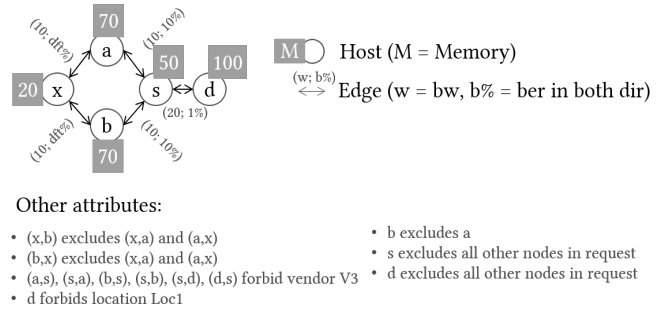 70
(10; dft%)
(10; 10%)
a
50
100
20
x
s
d
(20; 1%)
b
(10; dft%)
(10; 10%)
70
M
Host (M = Memory)
(w; b%)
Edge (w = bw, b% = ber in both dir)
Other attributes:
• (x,b) excludes (x,a) and (a,x)
• (b,x) excludes (x,a) and (a,x)
• (a,s), (s,a), (b,s), (s,b), (s,d), (d,s) forbid vendor V3
• d forbids location Loc1
• b excludes a
• s excludes all other nodes in request
• d excludes all other nodes in request